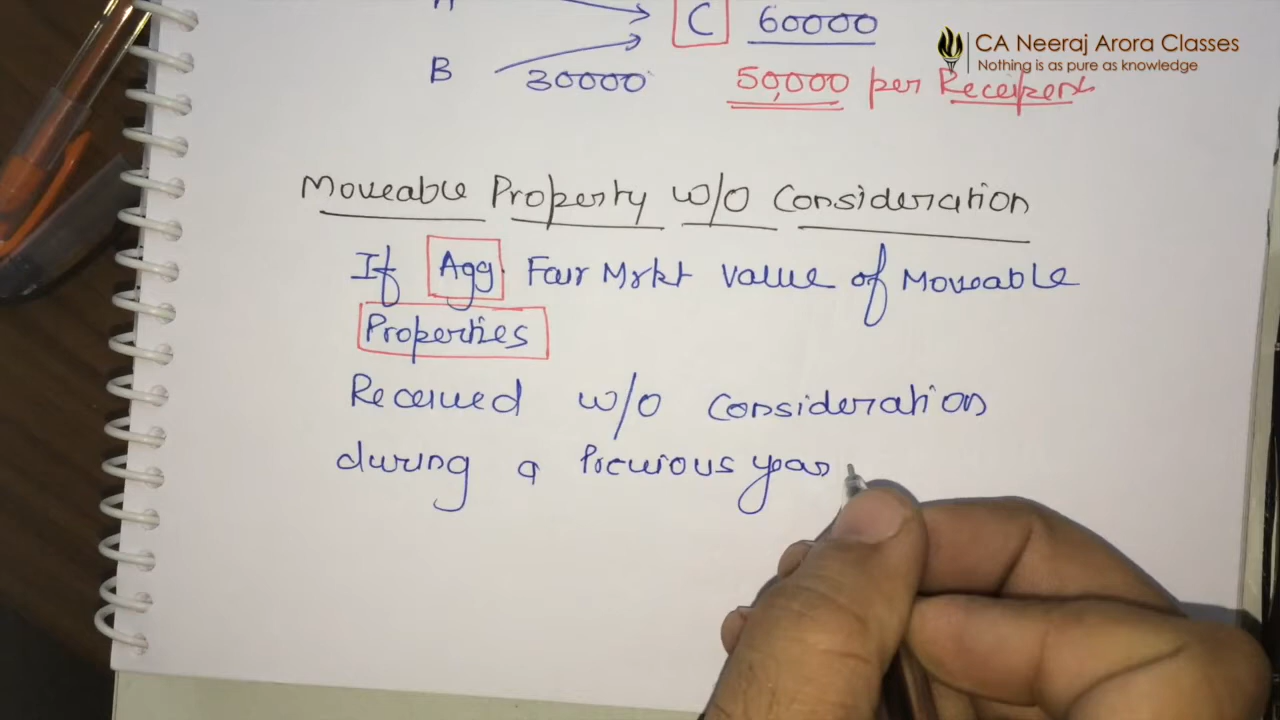 C 60000
CA Neeraj Arora Classes
Nothing is as pure as knowledge
B 30000 50,000 per Receipent
Moveable Property w/o Consideration
If Agg Fair Mrkt Value of Moveable
Properties
Received w/o Consideration
during a Previous year